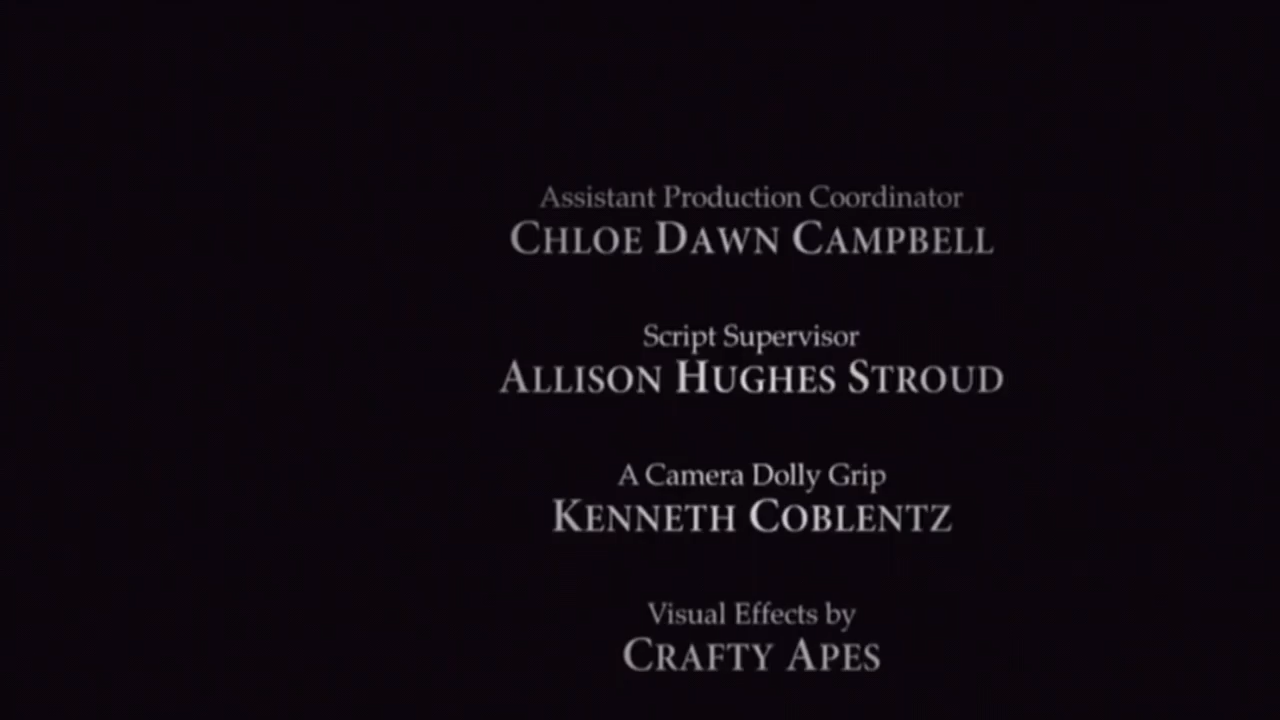 Assistant Production Coordinator
CHLOE DAWN CAMPBELL
Script Supervisor
ALLISON HUGHES STROUD
A Camera Dolly Grip
KENNETH COBLENTZ
Visual Effects by
CRAFTY APES